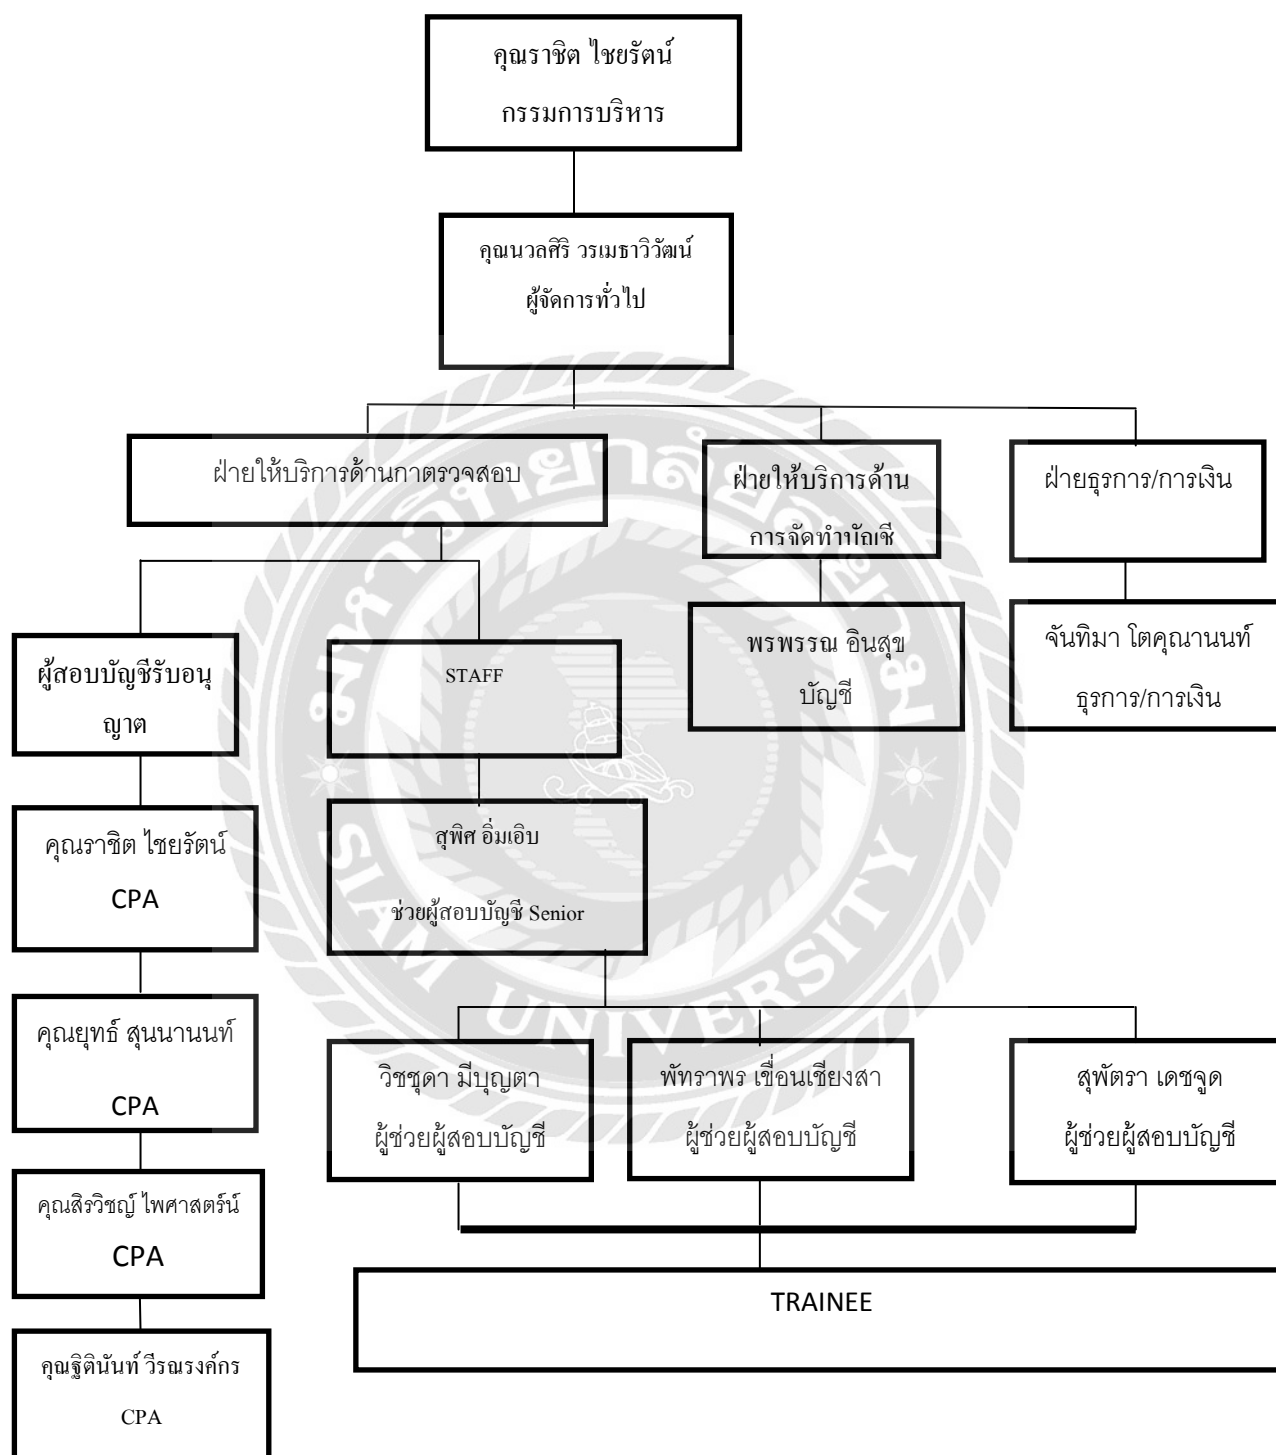 คุณราชิต ไชยรัตน์
กรรมการบริหาร
คุณนวลศิริ วรเมธาวิวัฒน์
ผู้จัดการทั่วไป
ฝ่ายให้บริการด้านกาตรวจสอบ
ฝ่ายให้บริการด้าน
การจัดทำบัญชี
ฝ่ายธุรการ/การเงิน
ผู้สอบบัญชีรับอนุ
ญาต
STAFF
พรพรรณ อินสุข
บัญชี
จันทิมา โตคุณานนท์
ธุรการ/การเงิน
คุณราชิต ไชยรัตน์
CPA
สุพิศ อิ่มเอิบ
ช่วยผู้สอบบัญชี Senior
คุณยุทธ์ สุนนานนท์
CPA
วิชชุดา มีบุญตา
ผู้ช่วยผู้สอบบัญชี
พัทราพร เขื่อนเชียงสา
ผู้ช่วยผู้สอบบัญชี
สุพัตรา เดชจูด
ผู้ช่วยผู้สอบบัญชี
คุณสิรวิชญ์ ไพศาสตร์น์
CPA
TRAINEE
คุณฐิตินันท์ วีรณรงค์กร
CPA
มหาวิทยาลัยสยาม
SIAM UNIVERSITY